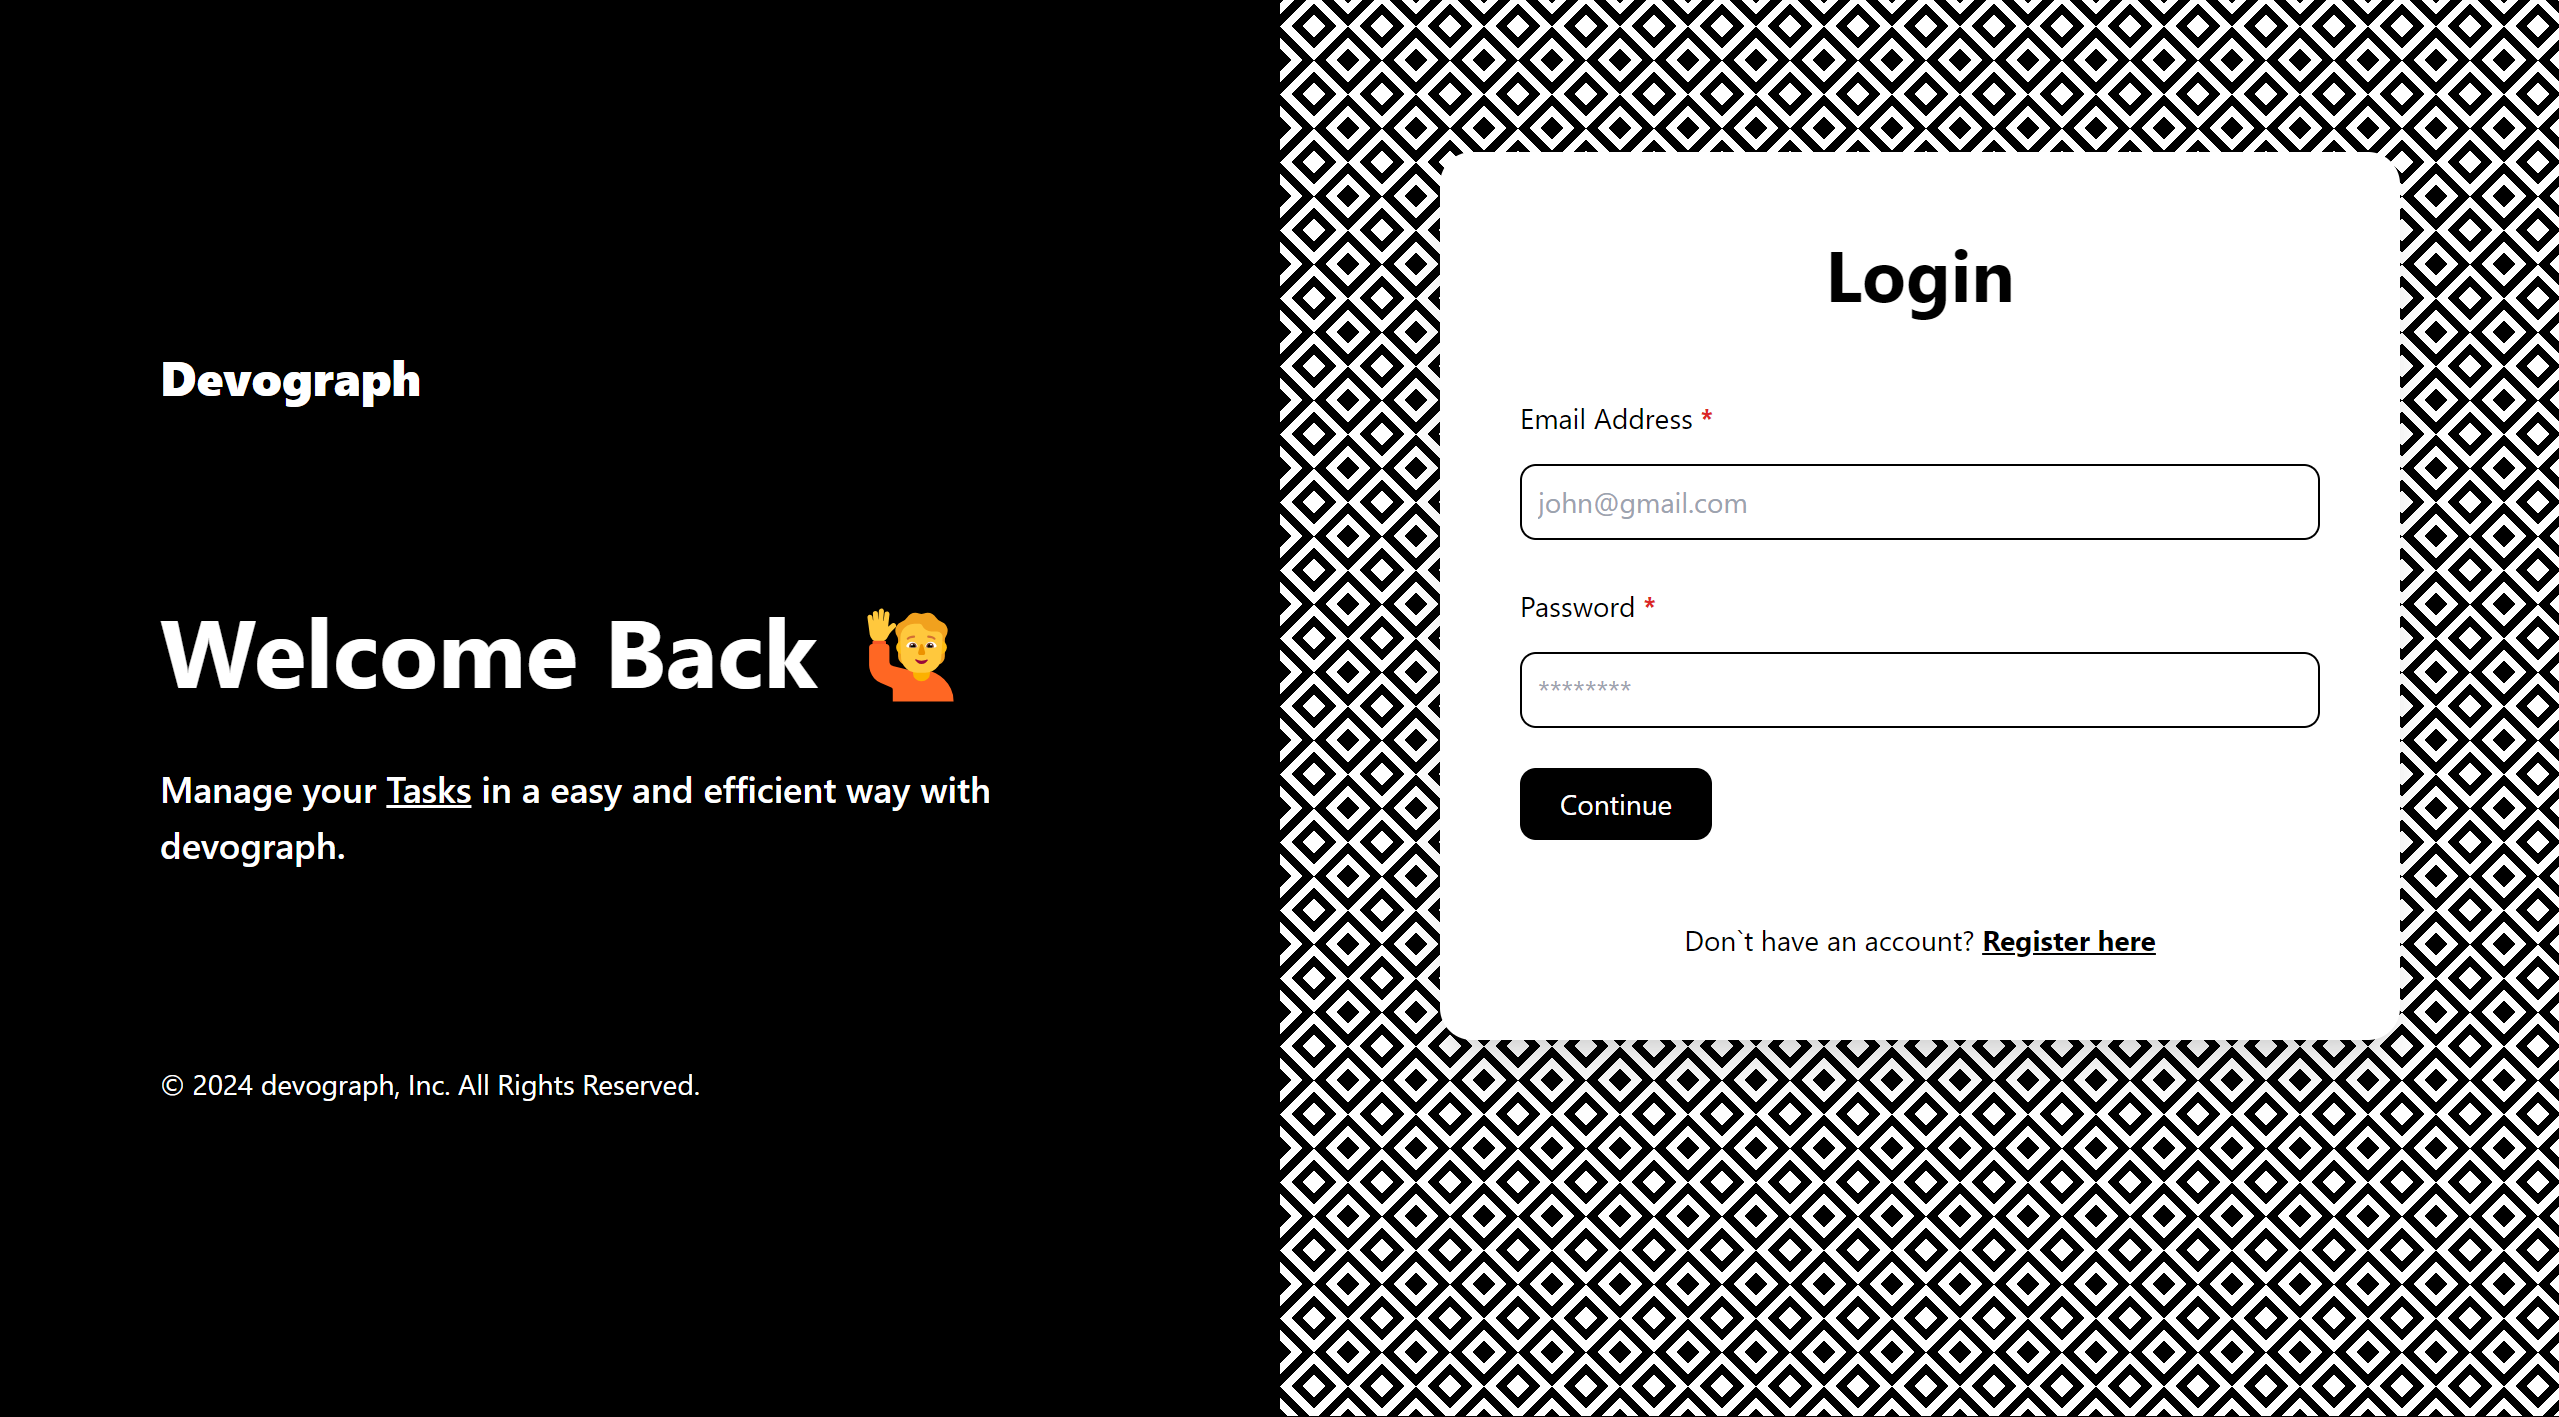 Devograph
Welcome Back 🙋
Manage your Tasks in a easy and efficient way with
devograph.
© 2024 devograph, Inc. All Rights Reserved.
Login
Email Address *
john@gmail.com
Password *
********
Continue
Don`t have an account? Register here